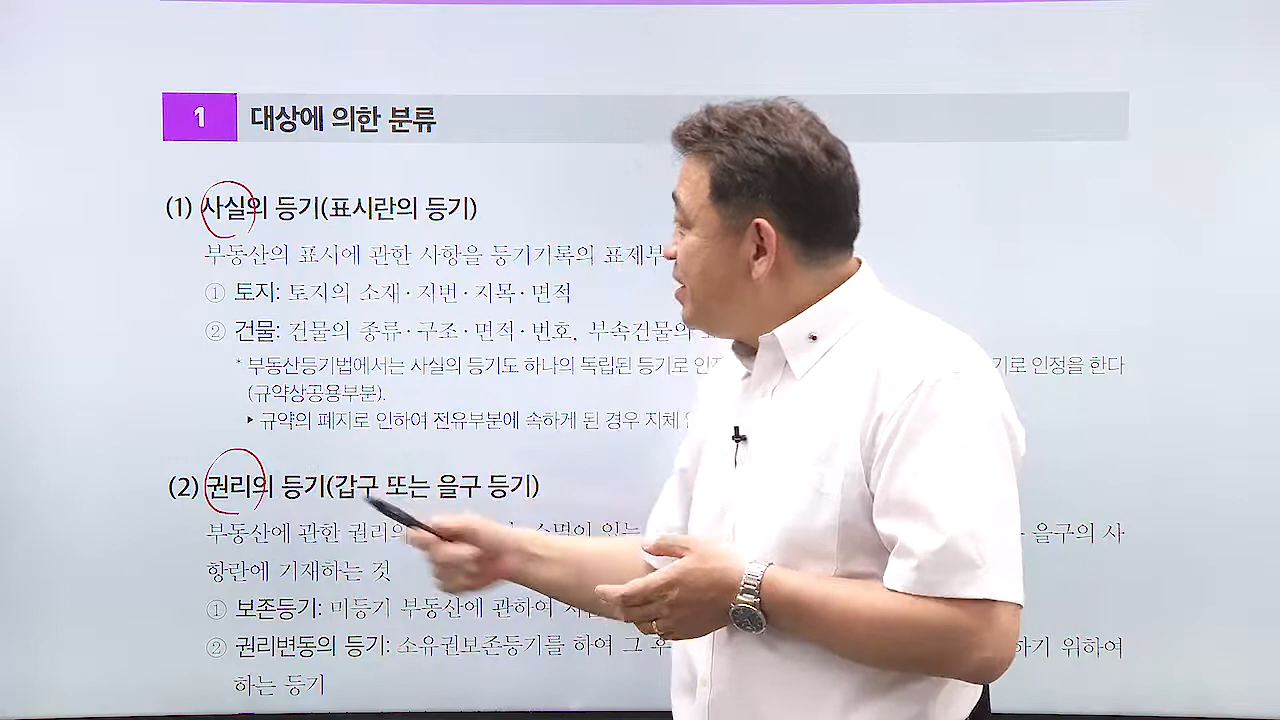 1 대상에 의한 분류
(1) 사실의 등기(표시란의 등기)
부동산의 표시에 관한 사항을 등기기록의 표제부
① 토지: 토지의 소재·지번·지목·면적
② 건물: 건물의 종류·구조·면적·번호, 부속건물의
* 부동산등기법에서는 사실의 등기도 하나의 독립된 등기로 기로 인정을 한다
(규약상공용부분).
▸ 규약의 폐지로 인하여 전유부분에 속하게 된 경우 지체
(2) 권리의 등기(갑구 또는 을구 등기)
부동산에 관한 권리의 을구의 사
항란에 기재하는 것
① 보존등기: 미등기 부동산에 관하여
② 권리변동의 등기: 소유권보존등기를 하여 그 하기 위하여
하는 등기